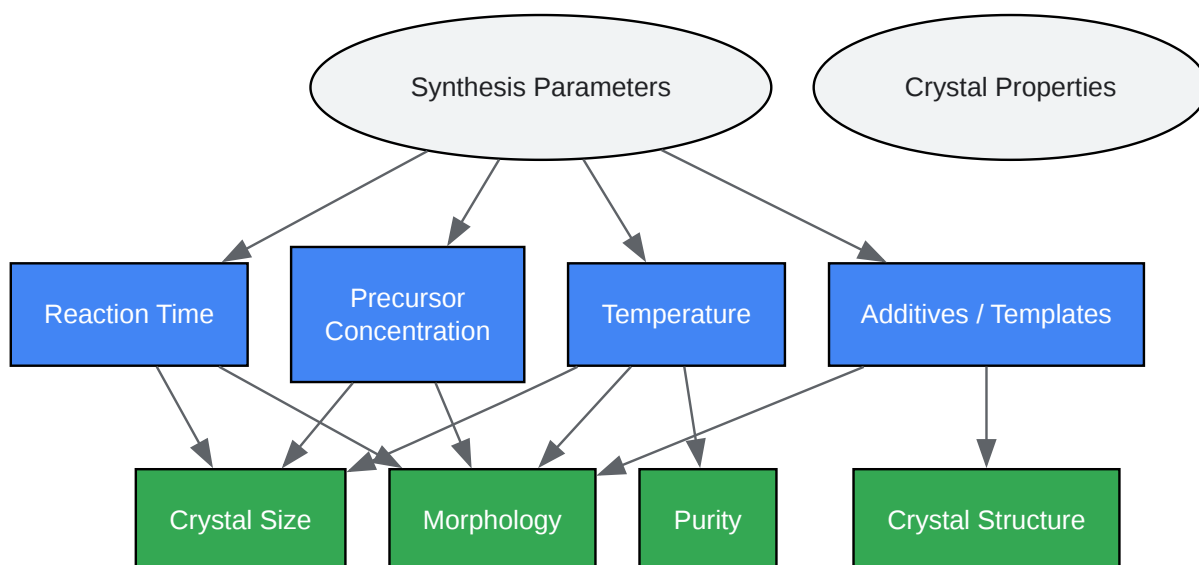 Synthesis Parameters
Crystal Properties
Reaction Time
Precursor
Concentration
Temperature
Additives / Templates
Crystal Size
Morphology
Purity
Crystal Structure